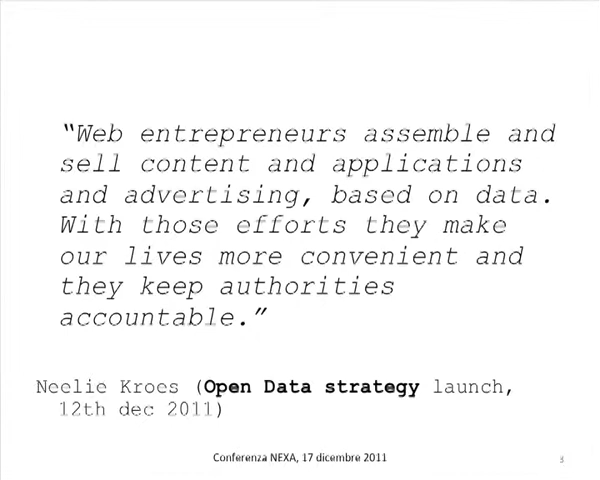 “Web entrepreneurs assemble and
sell content and applications
and advertising, based on data.
With those efforts they make
our lives more convenient and
they keep authorities
accountable.”
Neelie Kroes (Open Data strategy launch,
12th dec 2011)
Conferenza NEXA, 17 dicembre 2011